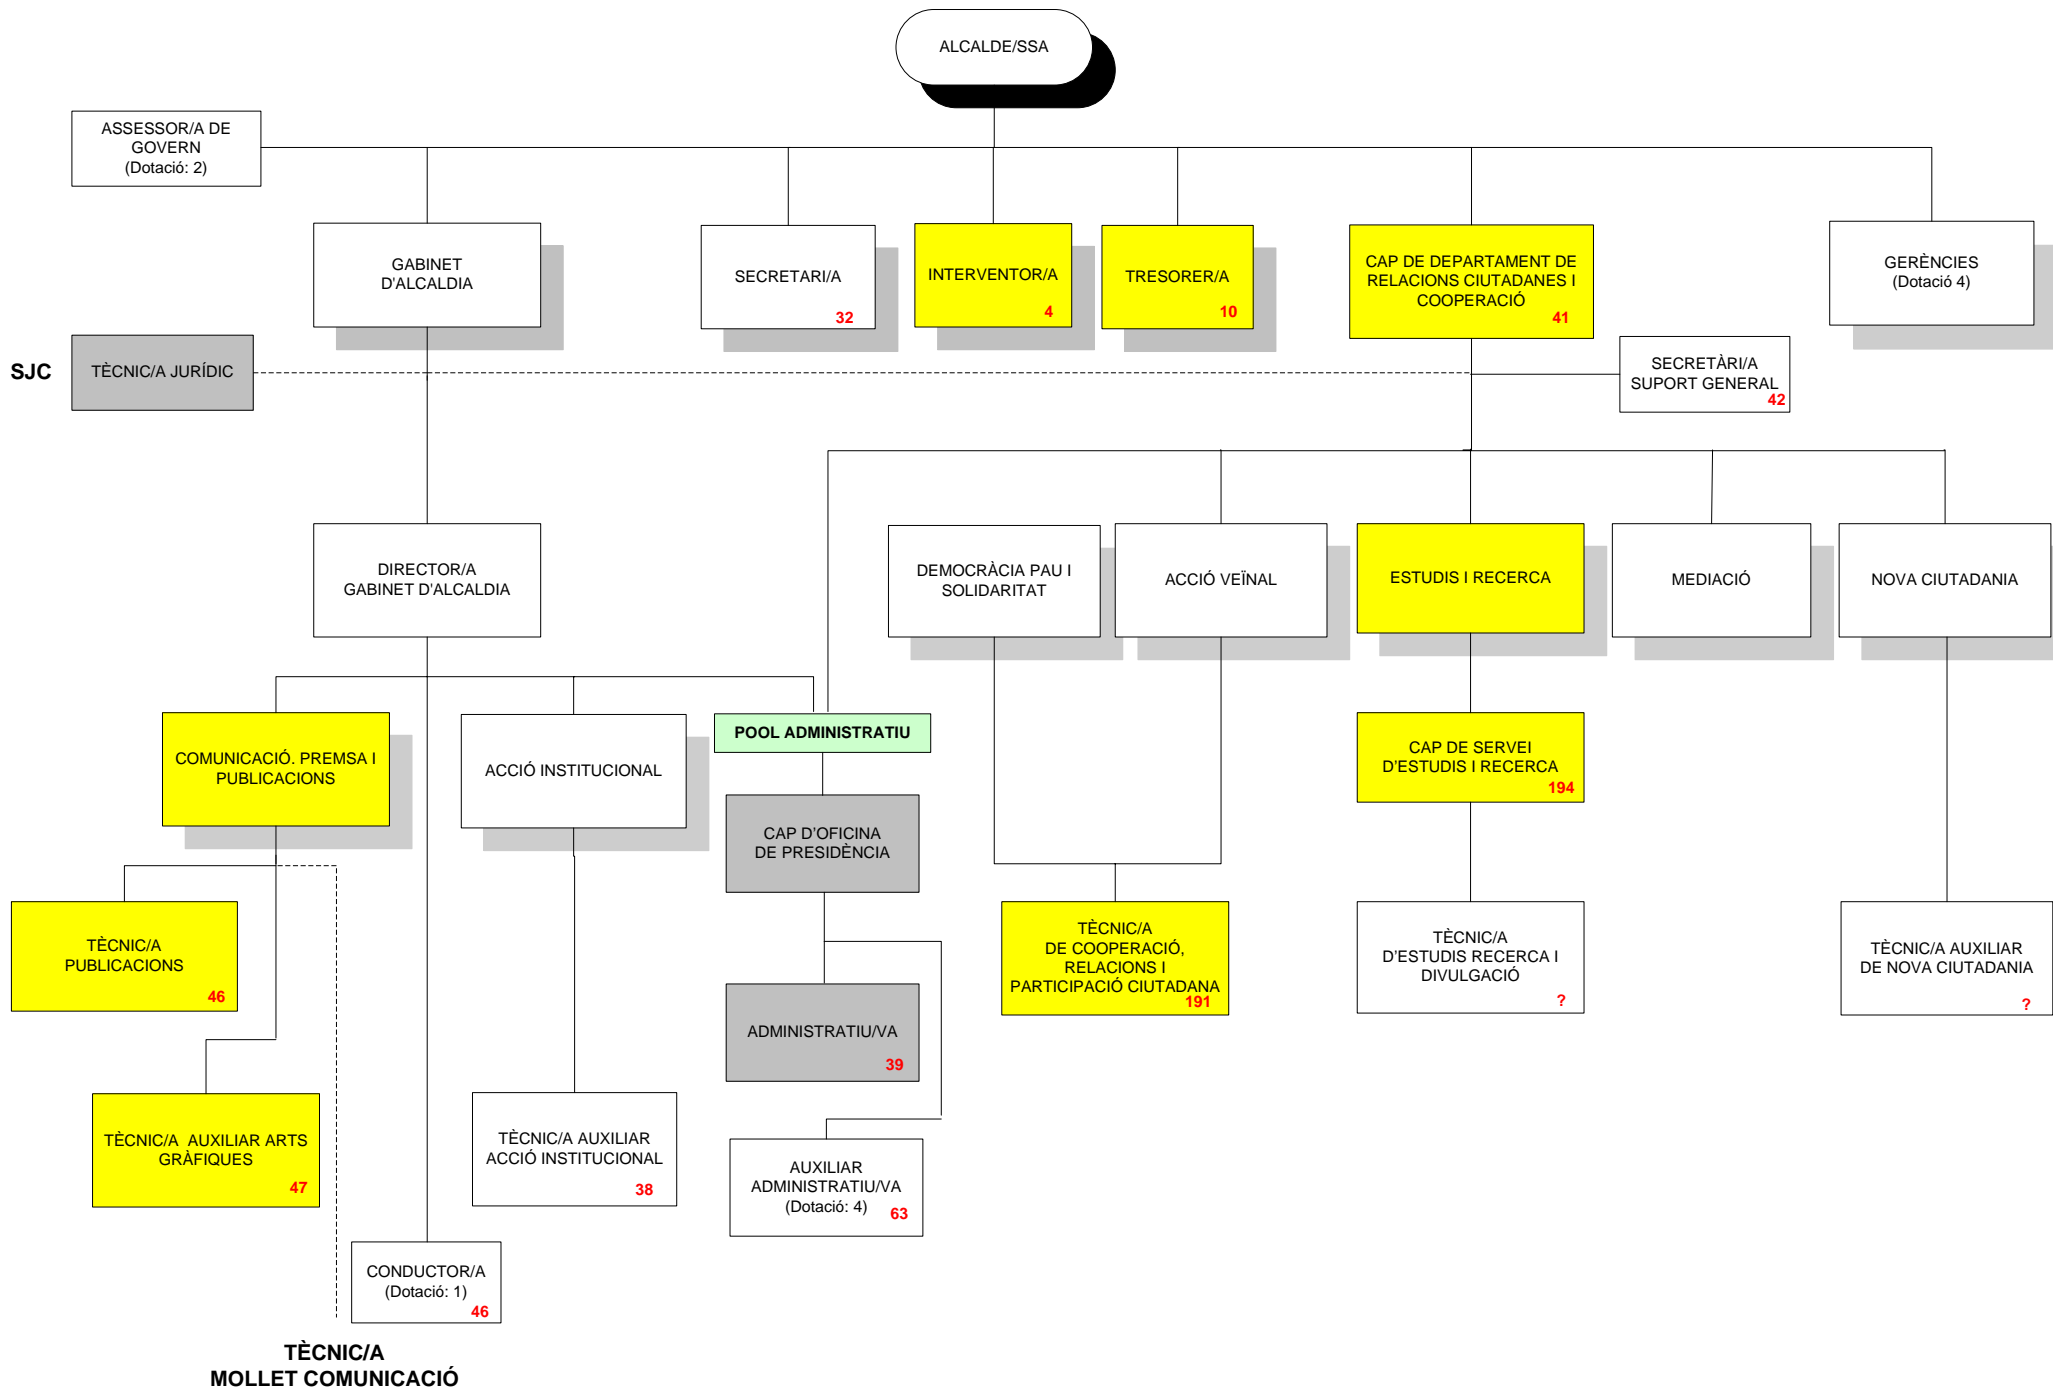 ALCALDE/SSA
ASSESSOR/A DE
GOVERN
(Dotació: 2)
GABINET
D'ALCALDIA
SECRETARI/A
32
INTERVENTOR/A
4
TRESORER/A
10
CAP DE DEPARTAMENT DE
RELACIONS CIUTADANES I
COOPERACIÓ
41
GERÈNCIES
(Dotació 4)
SJC
TÈCNIC/A JURÍDIC
SECRETÀRI/A
SUPORT GENERAL
42
DIRECTOR/A
GABINET D'ALCALDIA
DEMOCRÀCIA PAU I
SOLIDARITAT
ACCIÓ VEÏNAL
ESTUDIS I RECERCA
MEDIACIÓ
NOVA CIUTADANIA
COMUNICACIÓ. PREMSA I
PUBLICACIONS
ACCIÓ INSTITUCIONAL
POOL ADMINISTRATIU
CAP DE SERVEI
D'ESTUDIS I RECERCA
194
CAP D'OFICINA
DE PRESIDÈNCIA
TÈCNIC/A
PUBLICACIONS
46
ADMINISTRATIU/VA
39
TÈCNIC/A
DE COOPERACIÓ,
RELACIONS I
PARTICIPACIÓ CIUTADANA
191
TÈCNIC/A
D'ESTUDIS RECERCA I
DIVULGACIÓ
?
TÈCNIC/A AUXILIAR
DE NOVA CIUTADANIA
?
TÈCNIC/A  AUXILIAR ARTS
GRÀFIQUES
47
TÈCNIC/A AUXILIAR
ACCIÓ INSTITUCIONAL
38
AUXILIAR
ADMINISTRATIU/VA
(Dotació: 4)
63
CONDUCTOR/A
(Dotació: 1)
46
TÈCNIC/A
MOLLET COMUNICACIÓ